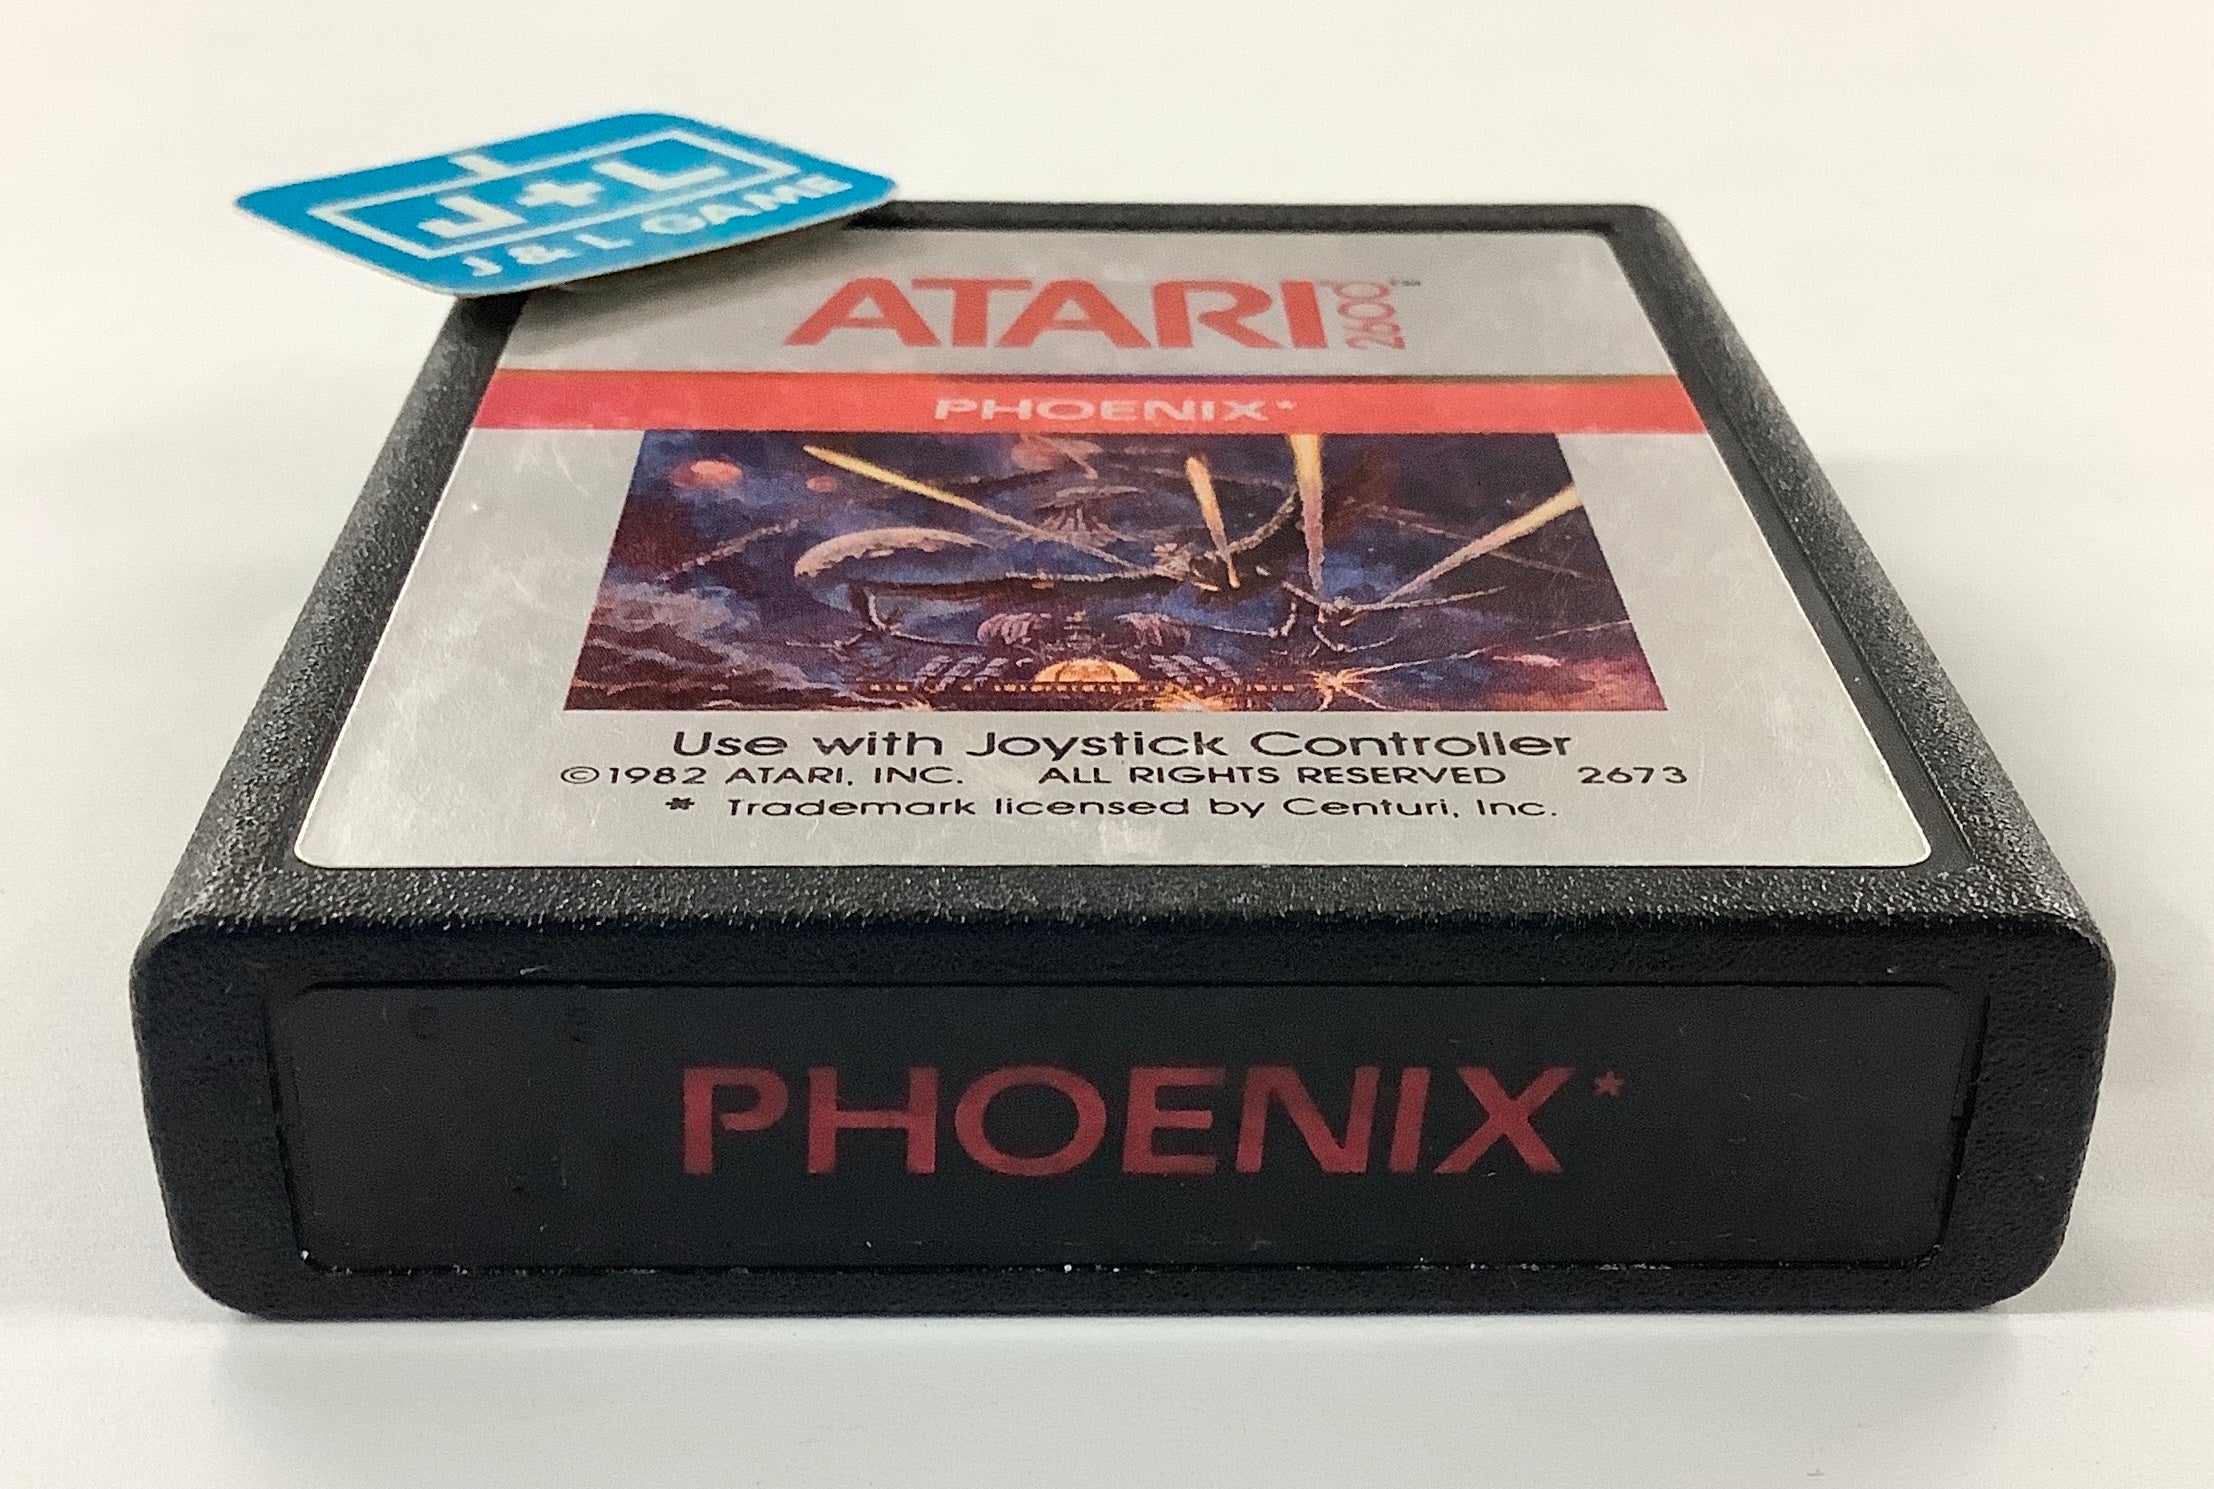 J+L
J & L GAME
ATARI 2600™
PHOENIX*
Use with Joystick Controller
©1982 ATARI, INC. ALL RIGHTS RESERVED 2673
* Trademark licensed by Centuri, Inc.
PHOENIX*